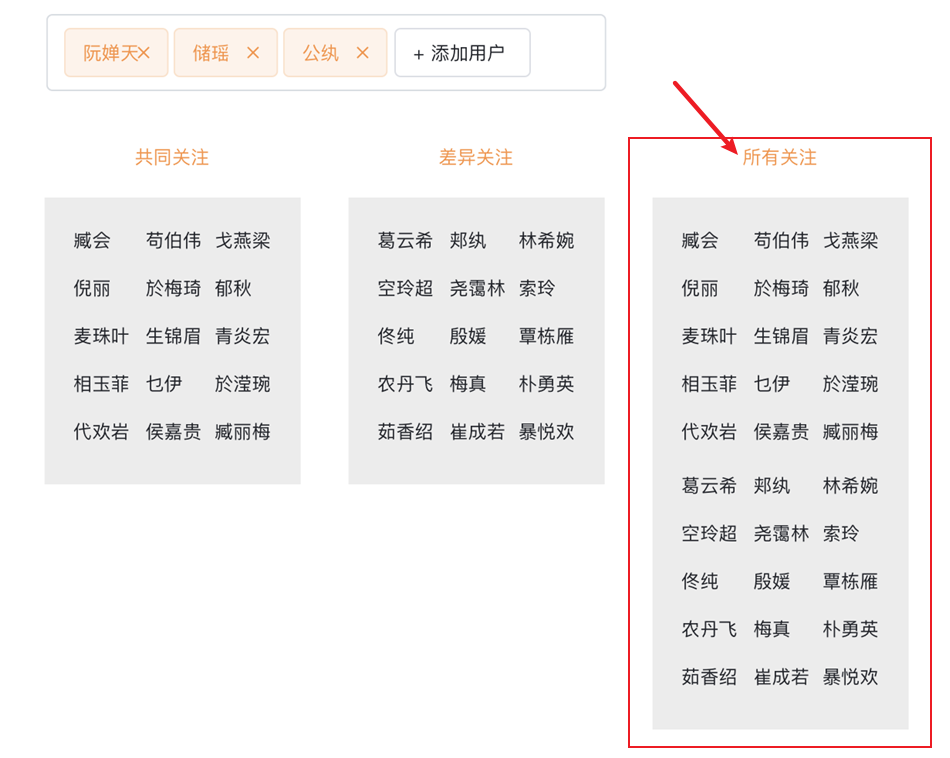 阮婵天× 储瑶 × 公纨 × + 添加用户
共同关注 差异关注 所有关注
臧会 苟伯伟 戈燕梁
倪丽 於梅琦 郁秋
麦珠叶 生锦眉 青炎宏
相玉菲 乜伊 於滢琬
代欢岩 侯嘉贵 臧丽梅
葛云希 郏纨 林希婉
空玲超 尧霭林 索玲
佟纯 殷媛 覃栋雁
农丹飞 梅真 朴勇英
茹香绍 崔成若 暴悦欢
臧会 苟伯伟 戈燕梁
倪丽 於梅琦 郁秋
麦珠叶 生锦眉 青炎宏
相玉菲 乜伊 於滢琬
代欢岩 侯嘉贵 臧丽梅
葛云希 郏纨 林希婉
空玲超 尧霭林 索玲
佟纯 殷媛 覃栋雁
农丹飞 梅真 朴勇英
茹香绍 崔成若 暴悦欢